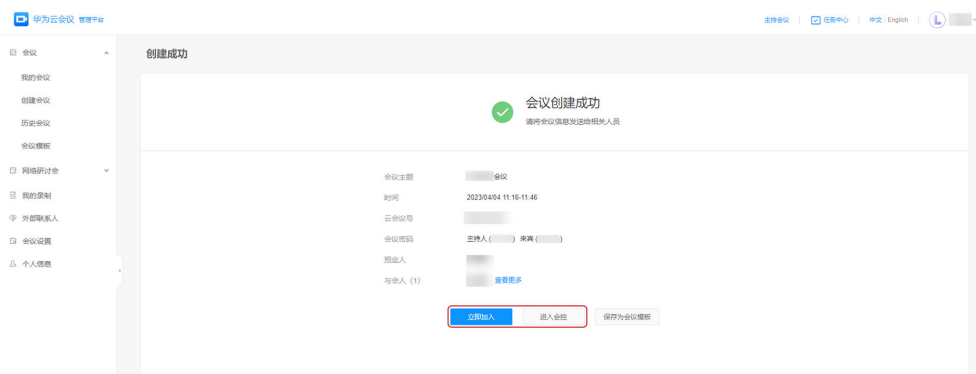 华为云会议 管理平台
主持会议 任务中心 中文 English
会议
我的会议
创建会议
历史会议
会议模板
网络研讨会
我的录制
外部联系人
会议设置
个人信息
创建成功
会议创建成功
请将会议信息发送给相关人员
会议主题 会议
时间 2023/04/04 11:16-11:46
云会议号
会议密码 主持人 ( ) 来宾 ( )
预定人
与会人 (1) 查看更多
立即加入 进入会控 保存为会议模板